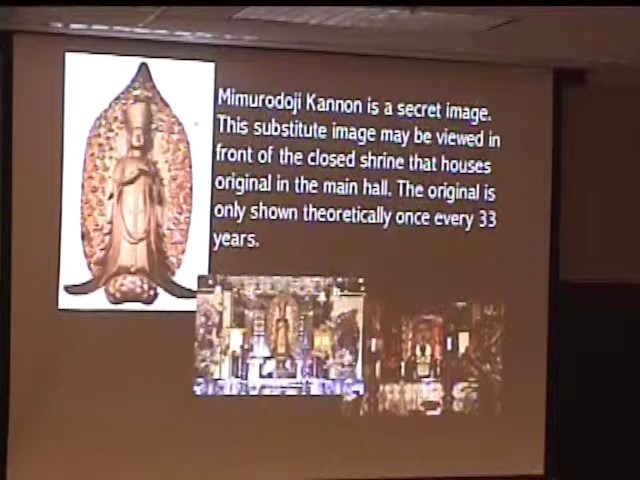 Mimurodoji Kannon is a secret image.
This substitute image may be viewed in
front of the closed shrine that houses
original in the main hall. The original is
only shown theoretically once every 33
years.